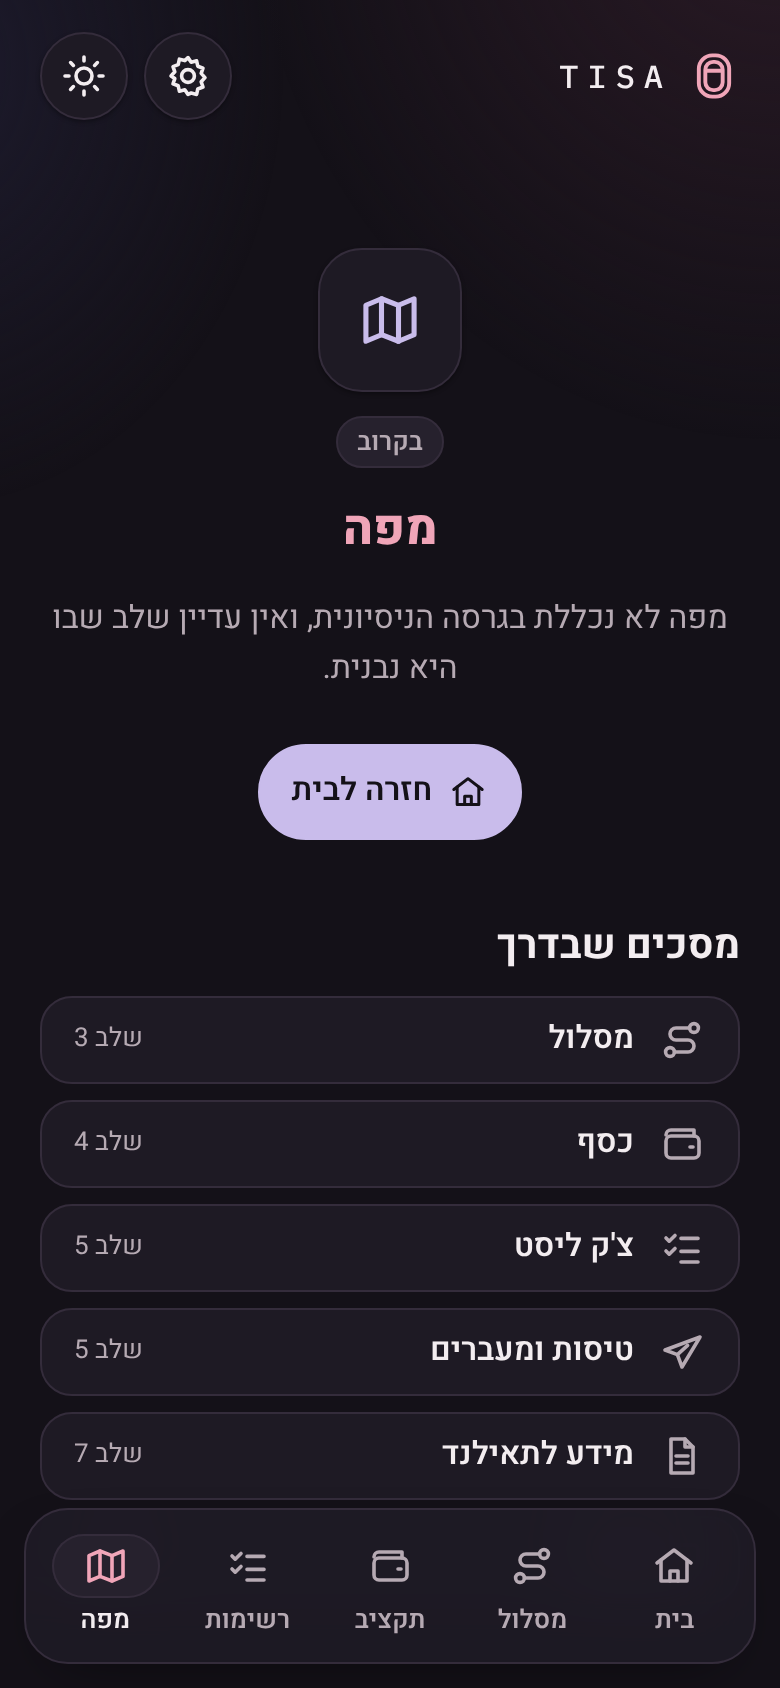 TISA
בקרוב
מפה
מפה לא נכללת בגרסה הניסיונית, ואין עדיין שלב שבו
היא נבנית.
חזרה לבית
מסכים שבדרך
מסלול
שלב 3
כסף
שלב 4
צ'ק ליסט
שלב 5
טיסות ומעברים
שלב 5
מידע לתאילנד
שלב 7
בית
מסלול
תקציב
רשימות
מפה